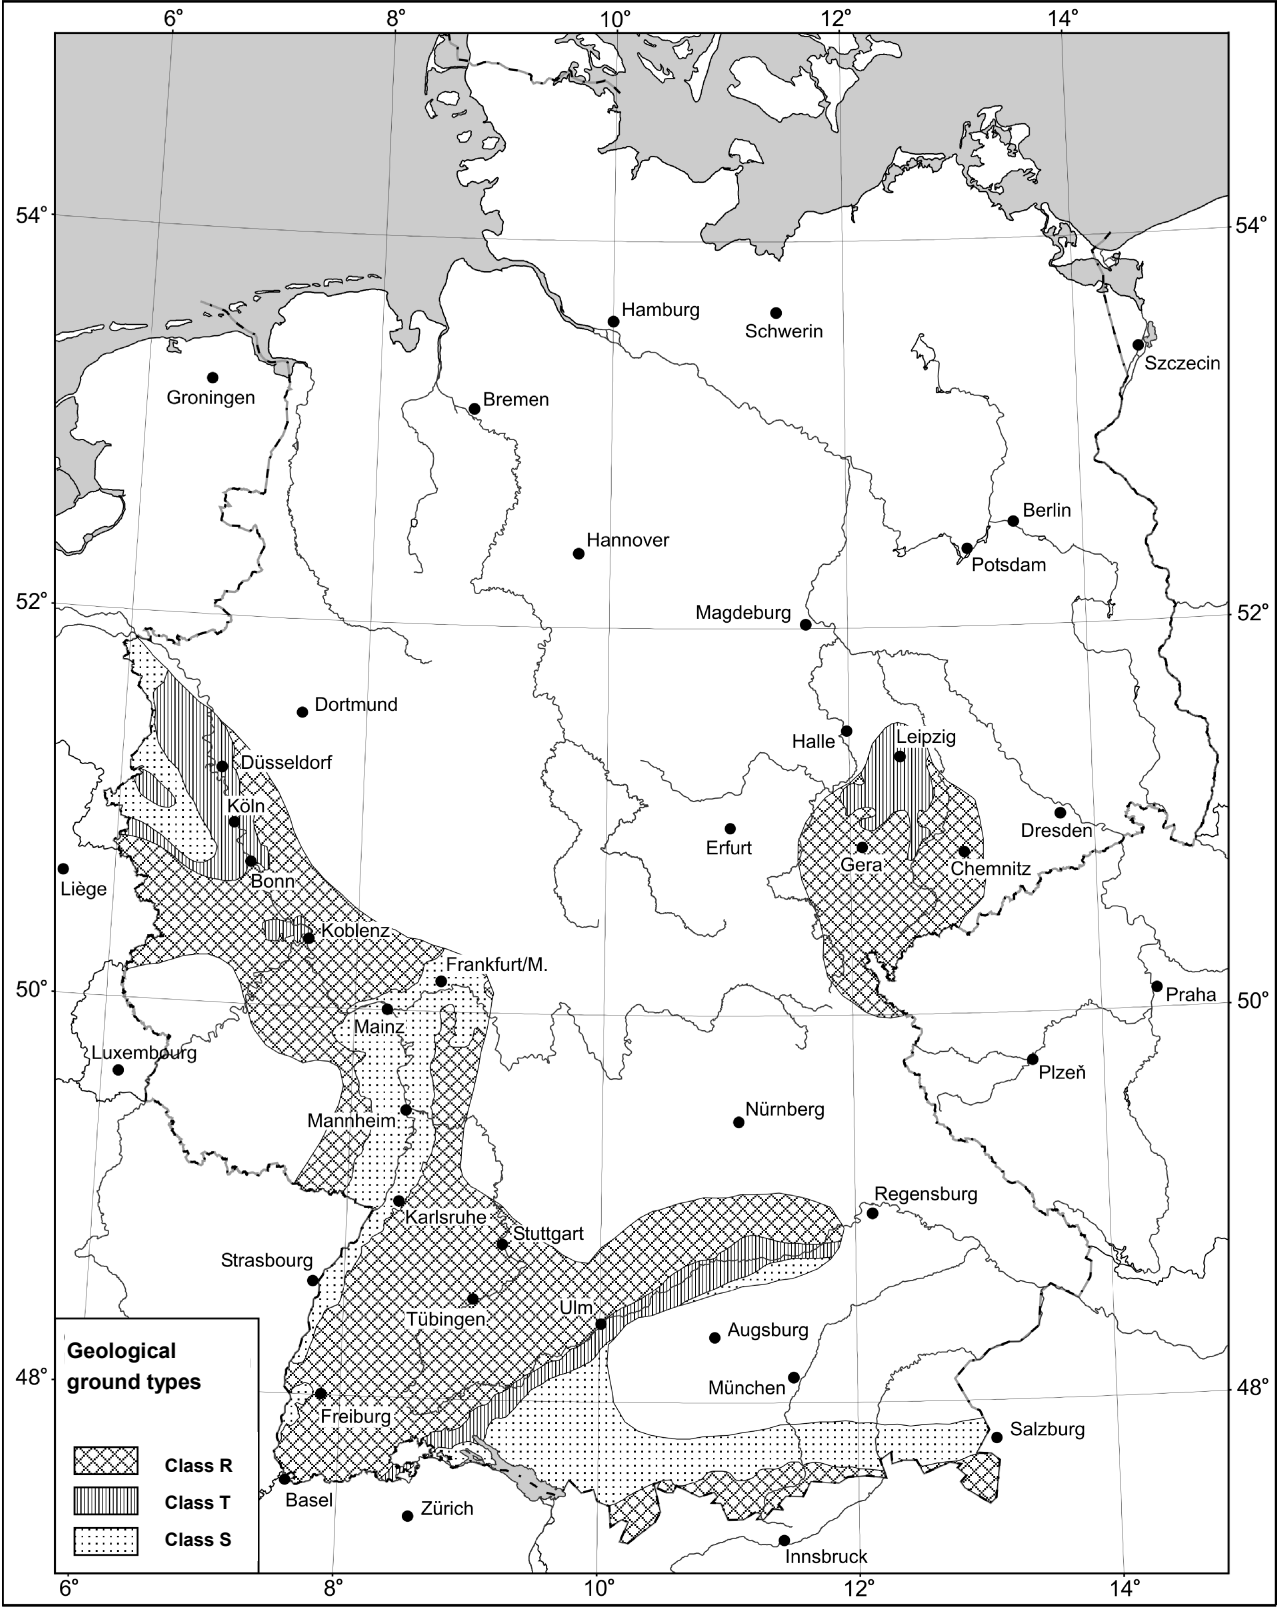 6° 8° 10° 12° 14°
54° 54°
Hamburg
Schwerin
Szczecin
Groningen
Bremen
Berlin
Hannover
Potsdam
52° 52°
Magdeburg
Dortmund
Leipzig
Halle
Düsseldorf
Köln
Dresden
Erfurt
Gera
Chemnitz
Liège
Bonn
Koblenz
Frankfurt/M.
50° 50°
Praha
Mainz
Luxembourg
Plzeň
Nürnberg
Mannheim
Regensburg
Karlsruhe
Stuttgart
Strasbourg
Ulm
Tübingen
Augsburg
Geological
ground types
48° 48°
München
Freiburg
Salzburg
Class R
Basel
Class T
Zürich
Class S
Innsbruck
6° 8° 10° 12° 14°